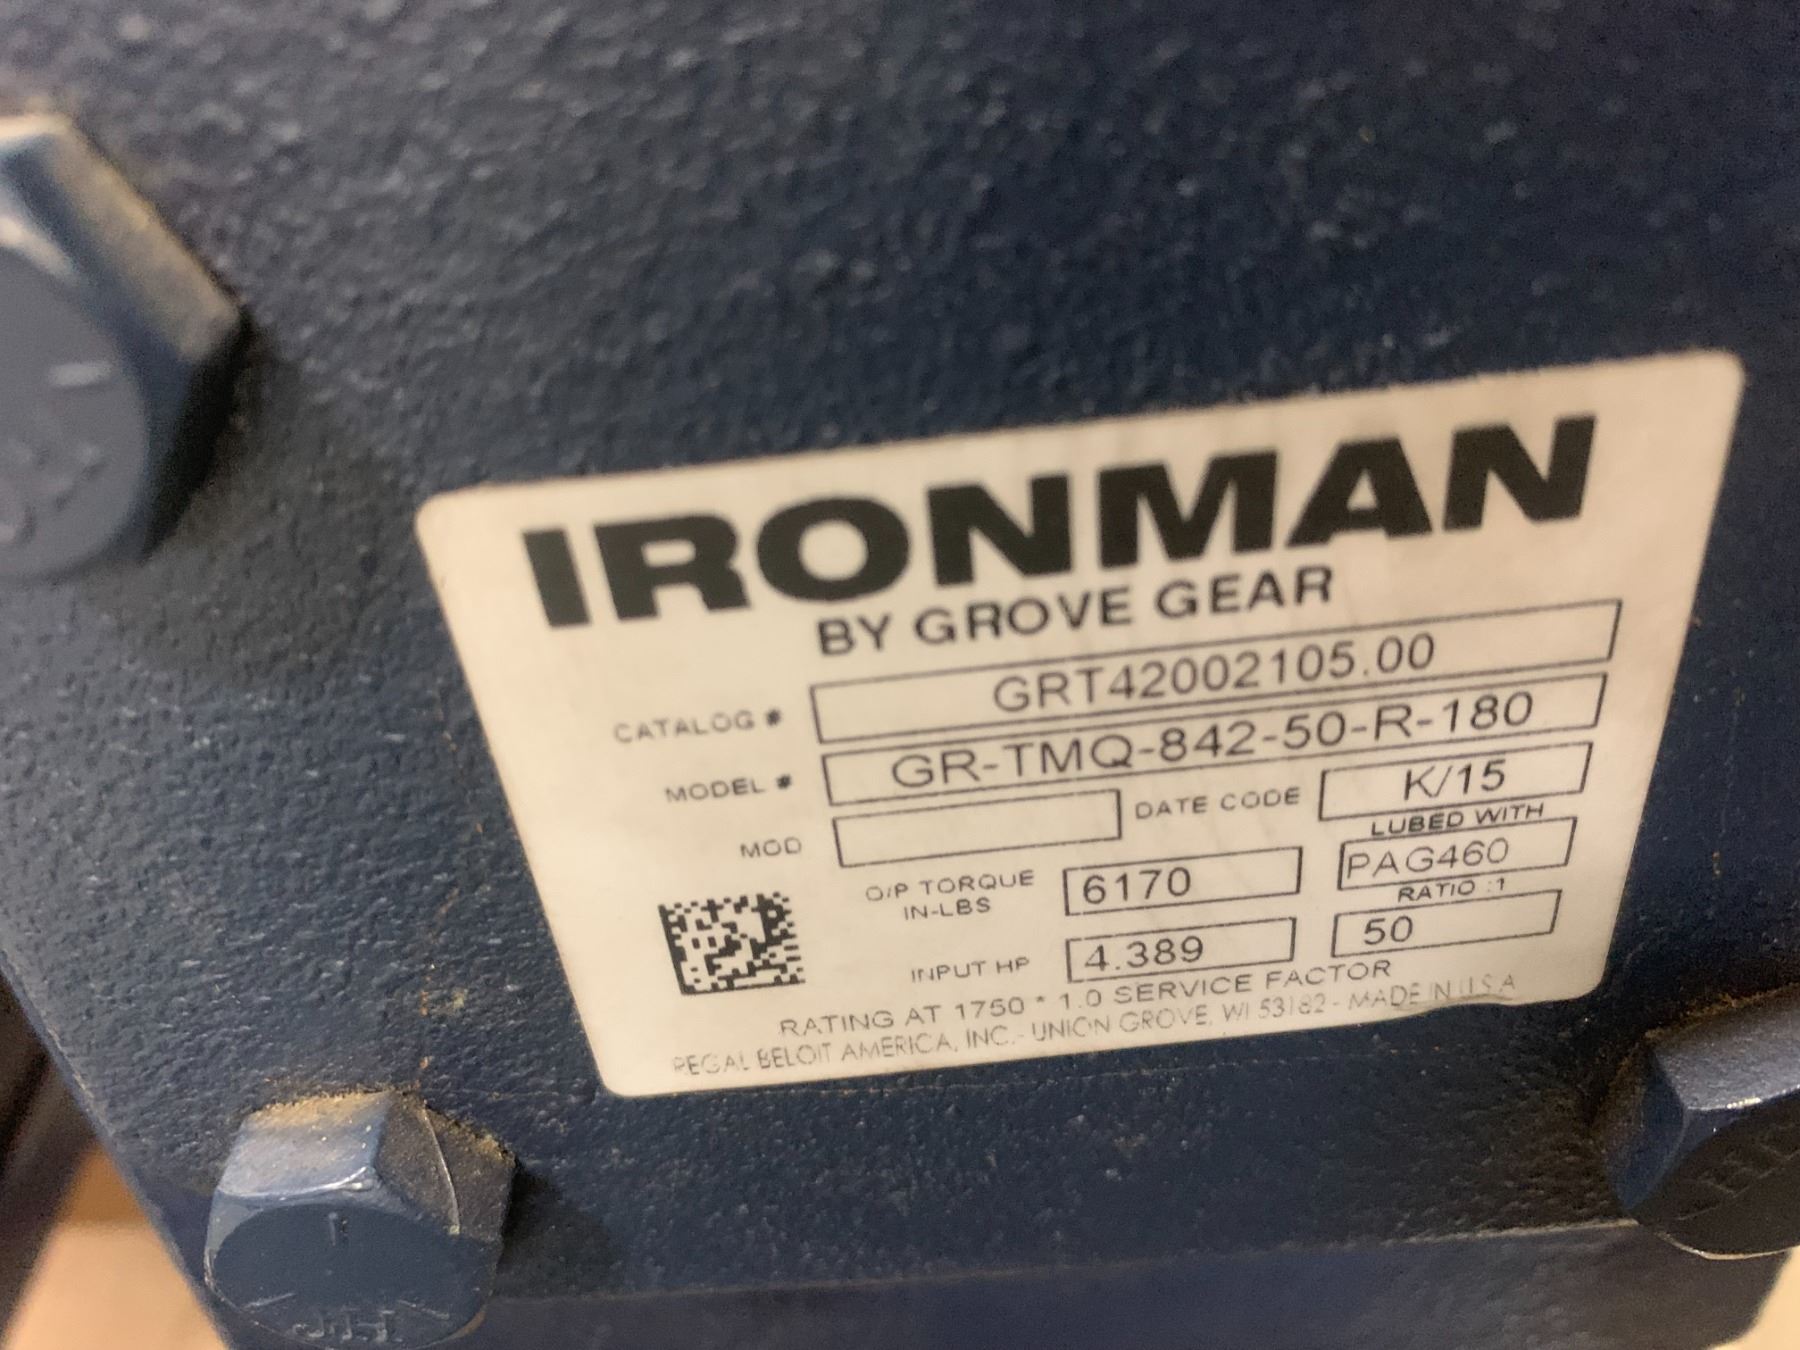 IRONMAN
BY GROVE GEAR
CATALOG # GRT42002105.00
MODEL # GR-TMQ-842-50-R-180
MOD DATE CODE K/15
LUBED WITH
O/P TORQUE IN-LBS 6170 PAG460
RATIO :1
INPUT HP 4.389 50
RATING AT 1750 * 1.0 SERVICE FACTOR
REGAL BELOIT AMERICA, INC.- UNION GROVE, WI 53182 - MADE IN U.S.A
JH